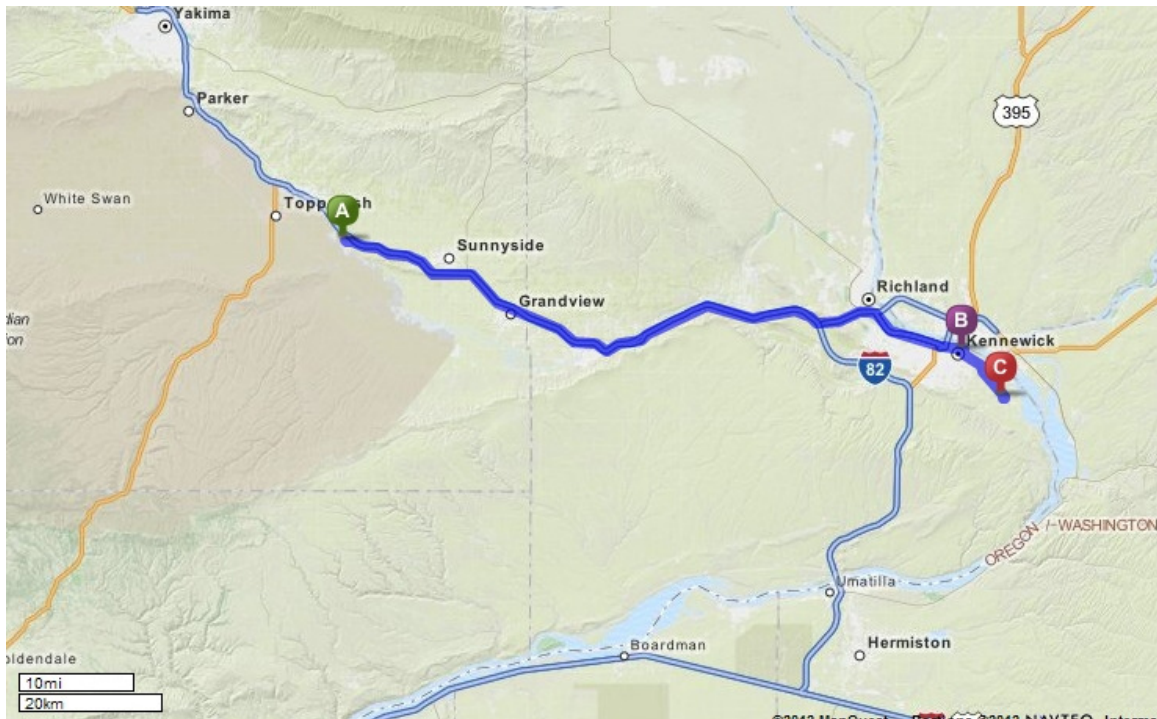 Yakima
Parker
395
White Swan
A
Sunnyside
Richland
Grandview
B
Kennewick
C
82
OREGON
WASHINGTON
Umatilla
Boardman
Hermiston
10mi
20km